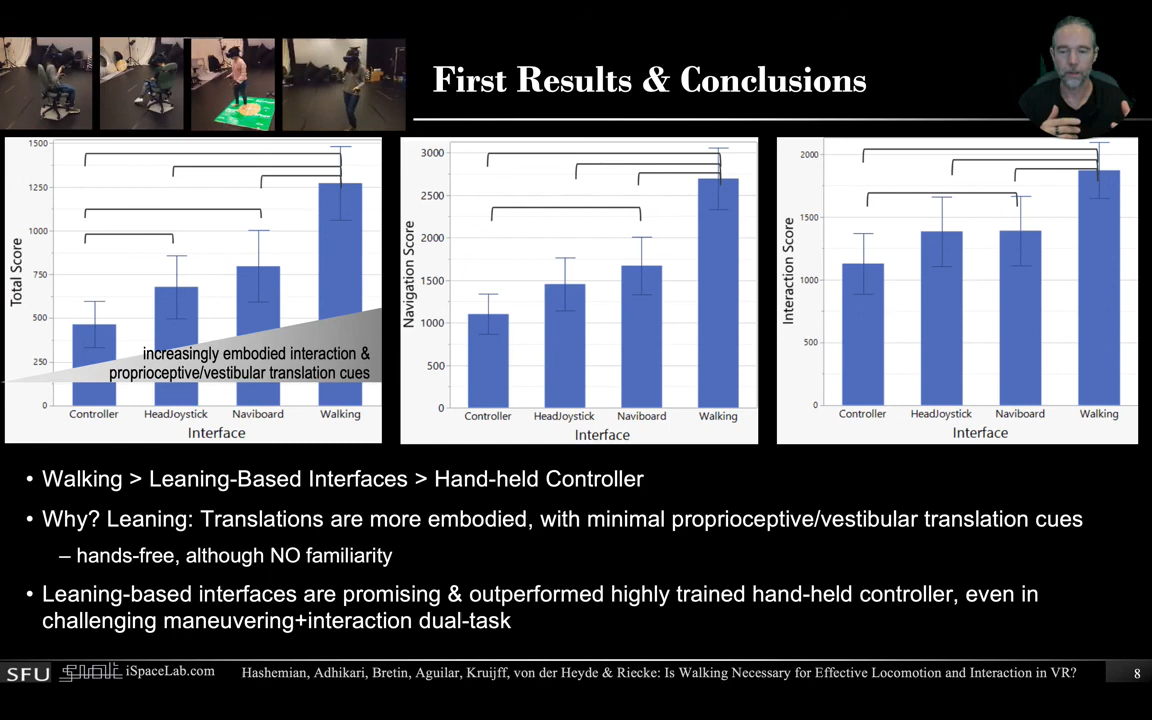 First Results & Conclusions
1500
1250
1000
750
500
250
0
Total Score
increasingly embodied interaction &
proprioceptive/vestibular translation cues
Controller HeadJoystick Naviboard Walking
Interface
3000
2500
2000
1500
1000
500
0
Navigation Score
Controller HeadJoystick Naviboard Walking
Interface
2000
1500
1000
500
0
Interaction Score
Controller HeadJoystick Naviboard Walking
Interface
• Walking > Leaning-Based Interfaces > Hand-held Controller
• Why? Leaning: Translations are more embodied, with minimal proprioceptive/vestibular translation cues
– hands-free, although NO familiarity
• Leaning-based interfaces are promising & outperformed highly trained hand-held controller, even in
challenging maneuvering+interaction dual-task
SFU iSpaceLab.com Hashemian, Adhikari, Bretin, Aguilar, Kruijff, von der Heyde & Riecke: Is Walking Necessary for Effective Locomotion and Interaction in VR? 8